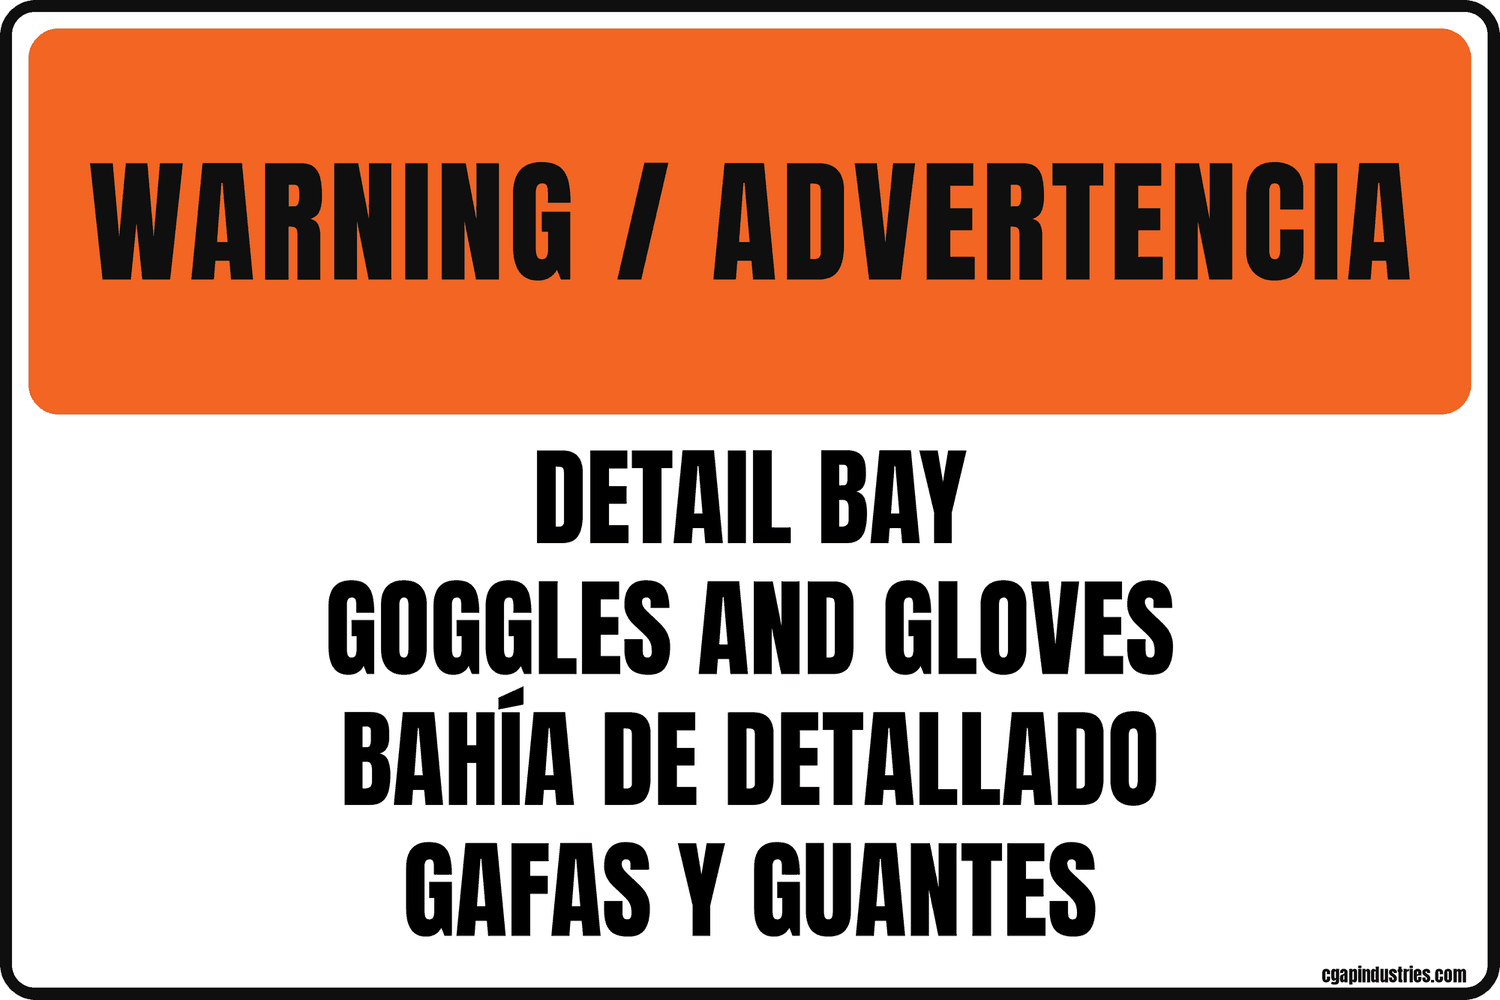 WARNING / ADVERTENCIA
DETAIL BAY
GOGGLES AND GLOVES
BAHÍA DE DETALLADO
GAFAS Y GUANTES
cgapindustries.com